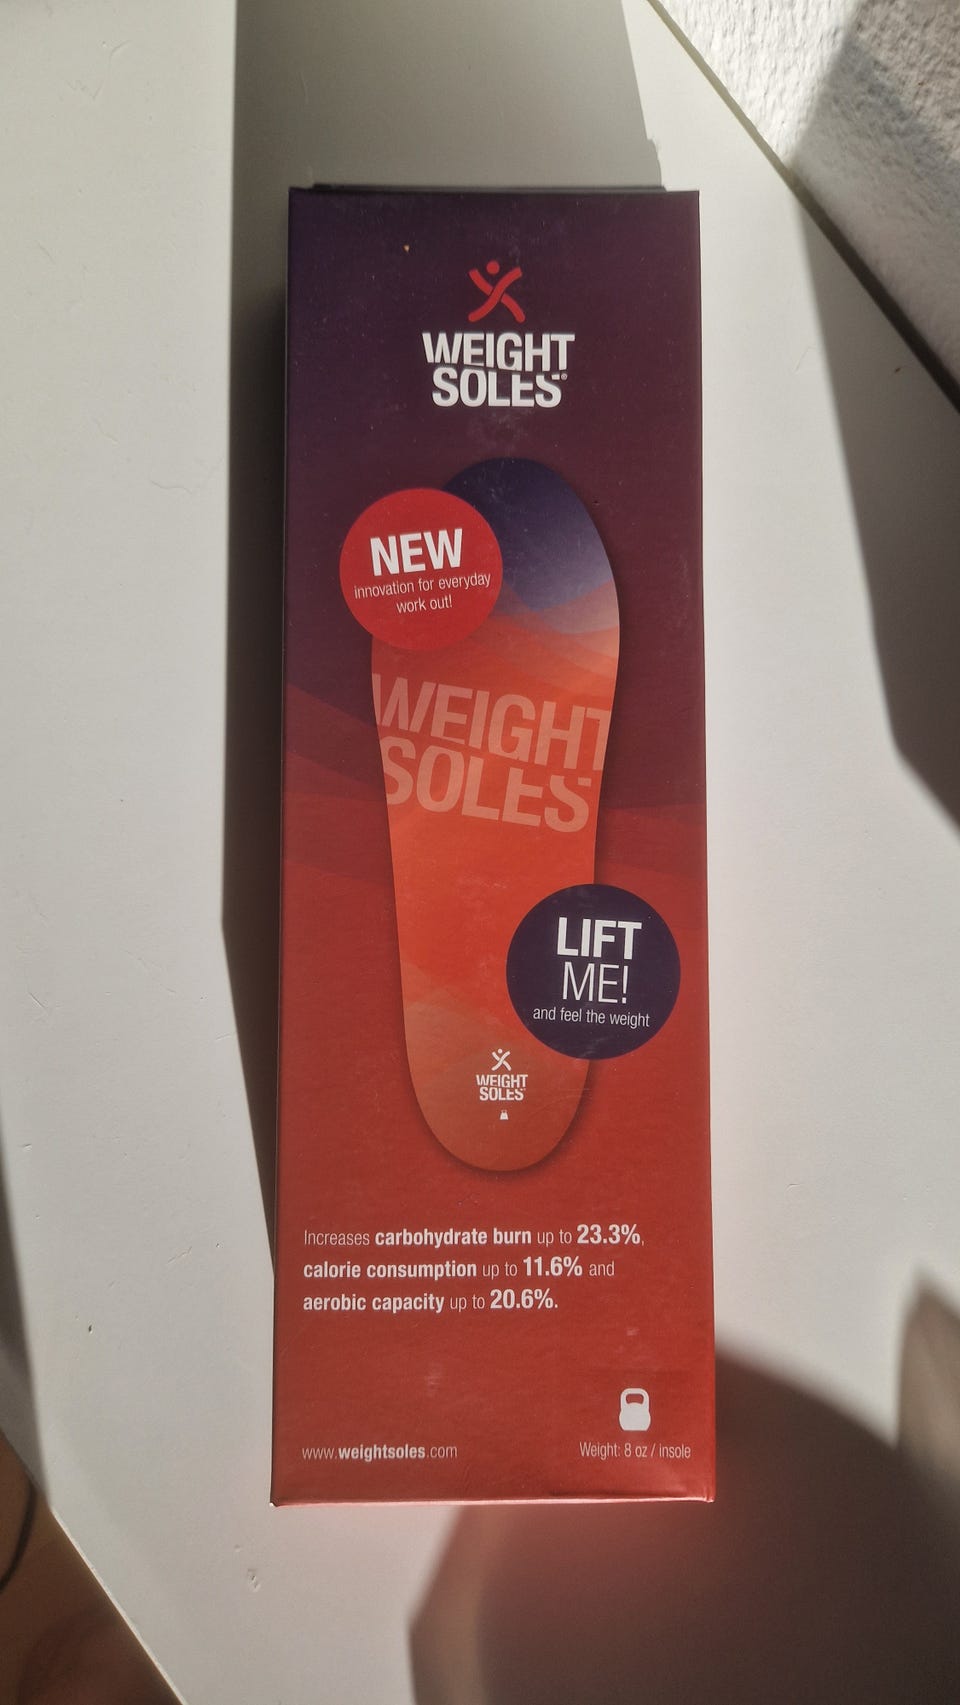 WEIGHT
SOLES®
NEW
innovation for everyday
work out!
WEIGHT
SOLES
LIFT
ME!
and feel the weight
WEIGHT
SOLES
Increases carbohydrate burn up to 23.3%,
calorie consumption up to 11.6% and
aerobic capacity up to 20.6%.
www.weightsoles.com
Weight: 8 oz / insole